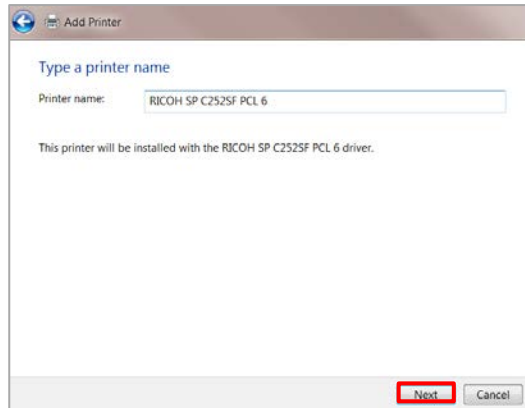 Add Printer
Type a printer name
Printer name: RICOH SP C252SF PCL 6
This printer will be installed with the RICOH SP C252SF PCL 6 driver.
Next Cancel